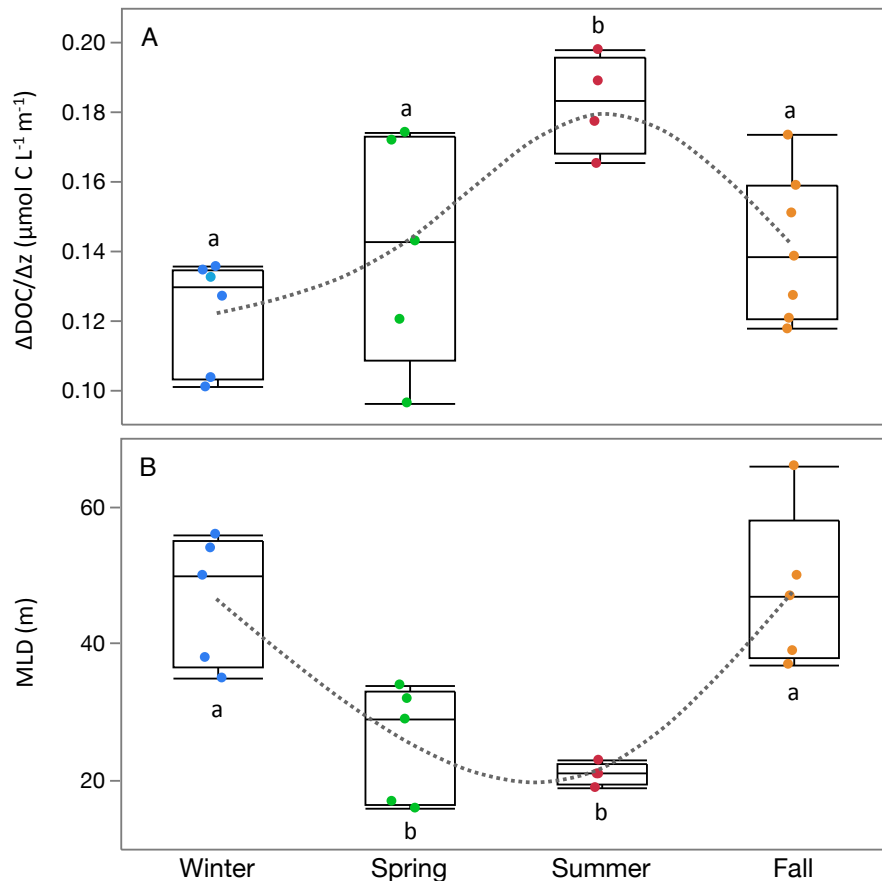 A
b
a
a
a
0.20
0.18
0.16
0.14
0.12
0.10
ΔDOC/Δz (µmol C L⁻¹ m⁻¹)
B
60
40
20
MLD (m)
a
a
b
b
Winter Spring Summer Fall